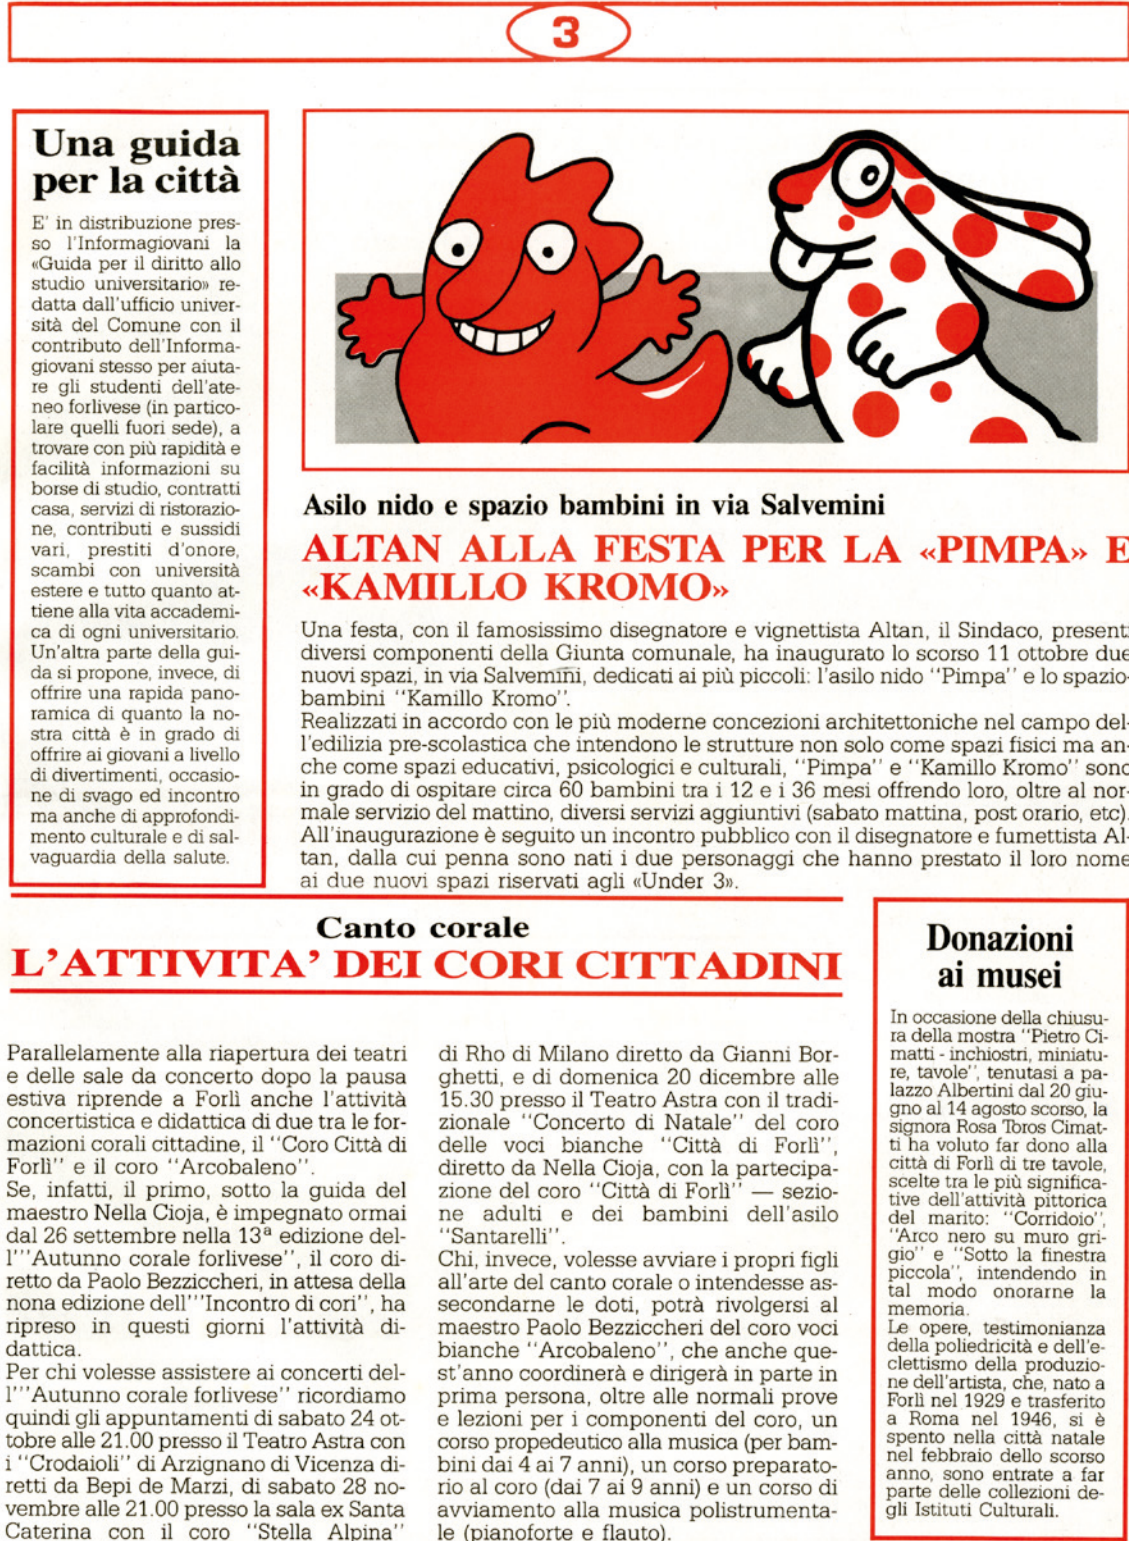 3
Una guida
per la città
E' in distribuzione pres-
so l'Informagiovani la
«Guida per il diritto allo
studio universitario» re-
datta dall'ufficio univer-
sità del Comune con il
contributo dell'Informa-
giovani stesso per aiuta-
re gli studenti dell'ate-
neo forlivese (in partico-
lare quelli fuori sede), a
trovare con più rapidità e
facilità informazioni su
borse di studio, contratti
casa, servizi di ristorazio-
ne, contributi e sussidi
vari, prestiti d'onore,
scambi con università
estere e tutto quanto at-
tiene alla vita accademi-
ca di ogni universitario.
Un'altra parte della gui-
da si propone, invece, di
offrire una rapida pano-
ramica di quanto la no-
stra città è in grado di
offrire ai giovani a livello
di divertimenti, occasio-
ne di svago ed incontro
ma anche di approfondi-
mento culturale e di sal-
vaguardia della salute.
Asilo nido e spazio bambini in via Salvemini
ALTAN ALLA FESTA PER LA «PIMPA» E
«KAMILLO KROMO»
Una festa, con il famosissimo disegnatore e vignettista Altan, il Sindaco, presenti
diversi componenti della Giunta comunale, ha inaugurato lo scorso 11 ottobre due
nuovi spazi, in via Salvemini, dedicati ai più piccoli: l'asilo nido ''Pimpa'' e lo spazio-
bambini ''Kamillo Kromo''.
Realizzati in accordo con le più moderne concezioni architettoniche nel campo del-
l'edilizia pre-scolastica che intendono le strutture non solo come spazi fisici ma an-
che come spazi educativi, psicologici e culturali, ''Pimpa'' e ''Kamillo Kromo'' sono
in grado di ospitare circa 60 bambini tra i 12 e i 36 mesi offrendo loro, oltre al nor-
male servizio del mattino, diversi servizi aggiuntivi (sabato mattina, post orario, etc).
All'inaugurazione è seguito un incontro pubblico con il disegnatore e fumettista Al-
tan, dalla cui penna sono nati i due personaggi che hanno prestato il loro nome
ai due nuovi spazi riservati agli «Under 3».
Canto corale
L'ATTIVITA' DEI CORI CITTADINI
Parallelamente alla riapertura dei teatri
e delle sale da concerto dopo la pausa
estiva riprende a Forlì anche l'attività
concertistica e didattica di due tra le for-
mazioni corali cittadine, il ''Coro Città di
Forlì'' e il coro ''Arcobaleno''.
Se, infatti, il primo, sotto la guida del
maestro Nella Cioja, è impegnato ormai
dal 26 settembre nella 13ª edizione del-
l'''Autunno corale forlivese'', il coro di-
retto da Paolo Bezziccheri, in attesa della
nona edizione dell'''Incontro di cori'', ha
ripreso in questi giorni l'attività di-
dattica.
Per chi volesse assistere ai concerti del-
l'''Autunno corale forlivese'' ricordiamo
quindi gli appuntamenti di sabato 24 ot-
tobre alle 21.00 presso il Teatro Astra con
i ''Crodaioli'' di Arzignano di Vicenza di-
retti da Bepi de Marzi, di sabato 28 no-
vembre alle 21.00 presso la sala ex Santa
Caterina con il coro ''Stella Alpina''
di Rho di Milano diretto da Gianni Bor-
ghetti, e di domenica 20 dicembre alle
15.30 presso il Teatro Astra con il tradi-
zionale ''Concerto di Natale'' del coro
delle voci bianche ''Città di Forlì'',
diretto da Nella Cioja, con la partecipa-
zione del coro ''Città di Forlì'' — sezio-
ne adulti e dei bambini dell'asilo
''Santarelli''.
Chi, invece, volesse avviare i propri figli
all'arte del canto corale o intendesse as-
secondarne le doti, potrà rivolgersi al
maestro Paolo Bezziccheri del coro voci
bianche ''Arcobaleno'', che anche que-
st'anno coordinerà e dirigerà in parte in
prima persona, oltre alle normali prove
e lezioni per i componenti del coro, un
corso propedeutico alla musica (per bam-
bini dai 4 ai 7 anni), un corso preparato-
rio al coro (dai 7 ai 9 anni) e un corso di
avviamento alla musica polistrumenta-
le (pianoforte e flauto).
Donazioni
ai musei
In occasione della chiusu-
ra della mostra ''Pietro Ci-
matti - inchiostri, miniatu-
re, tavole'', tenutasi a pa-
lazzo Albertini dal 20 giu-
gno al 14 agosto scorso, la
signora Rosa Toros Cimat-
ti ha voluto far dono alla
città di Forlì di tre tavole,
scelte tra le più significa-
tive dell'attività pittorica
del marito: ''Corridoio'',
''Arco nero su muro gri-
gio'' e ''Sotto la finestra
piccola'', intendendo in
tal modo onorarne la
memoria.
Le opere, testimonianza
della poliedricità e dell'e-
clettismo della produzio-
ne dell'artista, che, nato a
Forlì nel 1929 e trasferito
a Roma nel 1946, si è
spento nella città natale
nel febbraio dello scorso
anno, sono entrate a far
parte delle collezioni de-
gli Istituti Culturali.